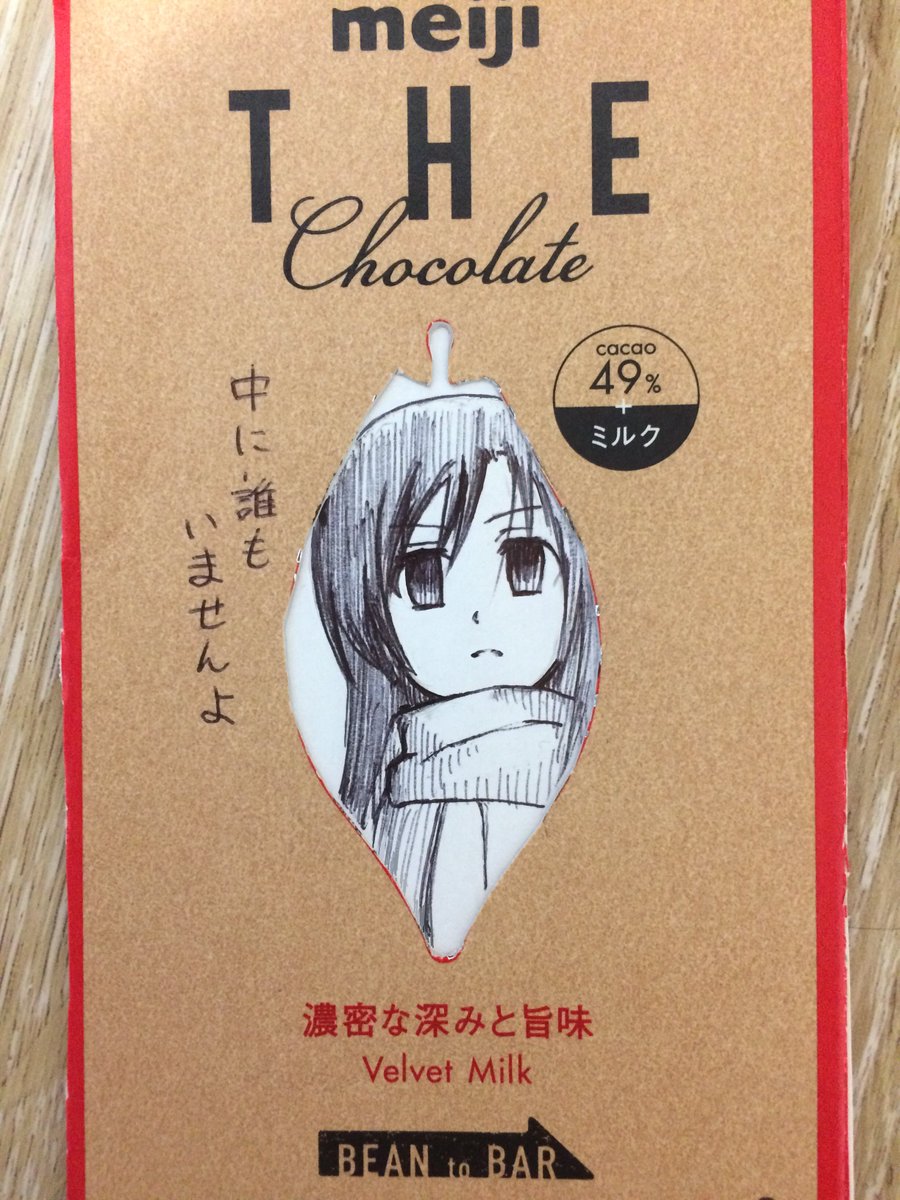 meiji
THE
Chocolate
cacao
49%
+
ミルク
中に誰も
いませんよ
濃密な深みと旨味
Velvet Milk
BEAN to BAR